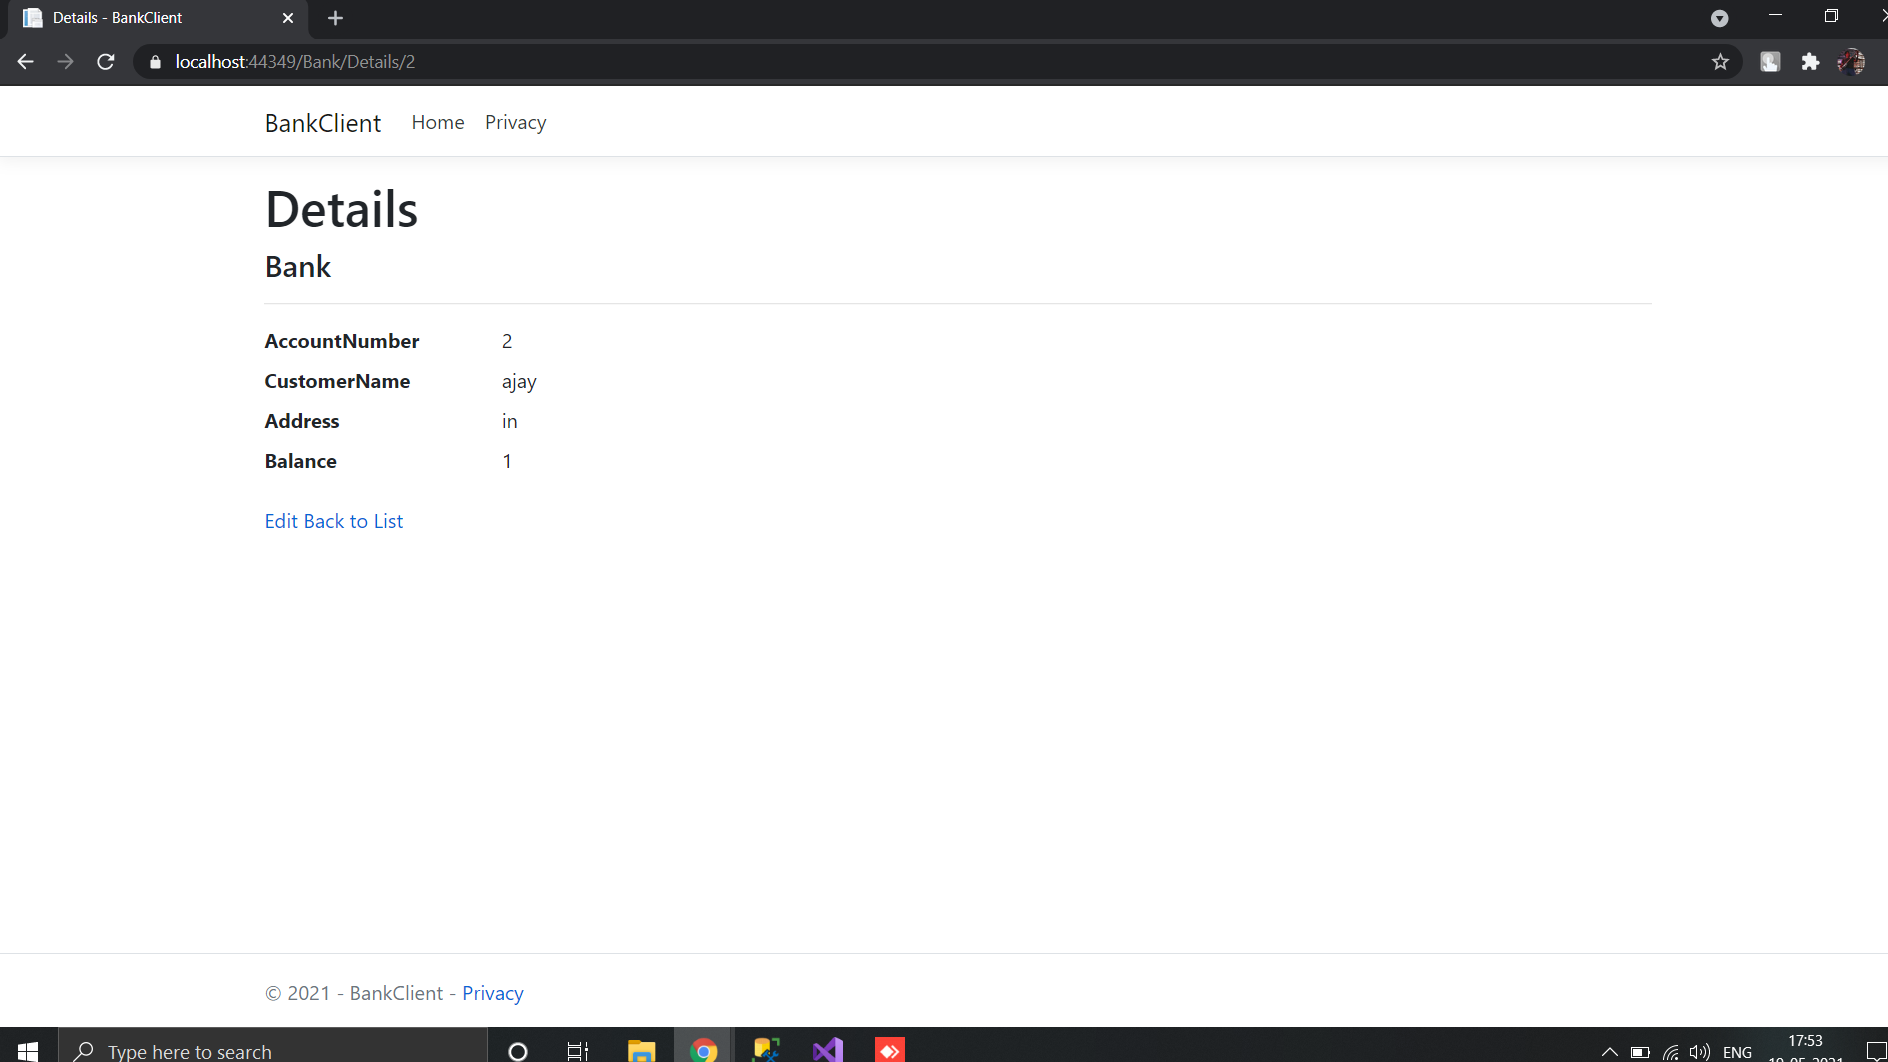 Details - BankClient
localhost:44349/Bank/Details/2
BankClient Home Privacy
Details
Bank
AccountNumber 2
CustomerName ajay
Address in
Balance 1
Edit Back to List
© 2021 - BankClient - Privacy
Type here to search
ENG
17:53